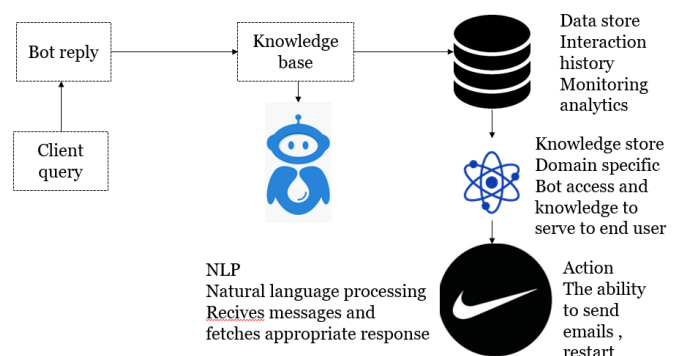 Bot reply
Client
query
Knowledge
base
Data store
Interaction
history
Monitoring
analytics
Knowledge store
Domain specific
Bot access and
knowledge to
serve to end user
NLP
Natural language processing
Recives messages and
fetches appropriate response
Action
The ability
to send
emails ,
restart